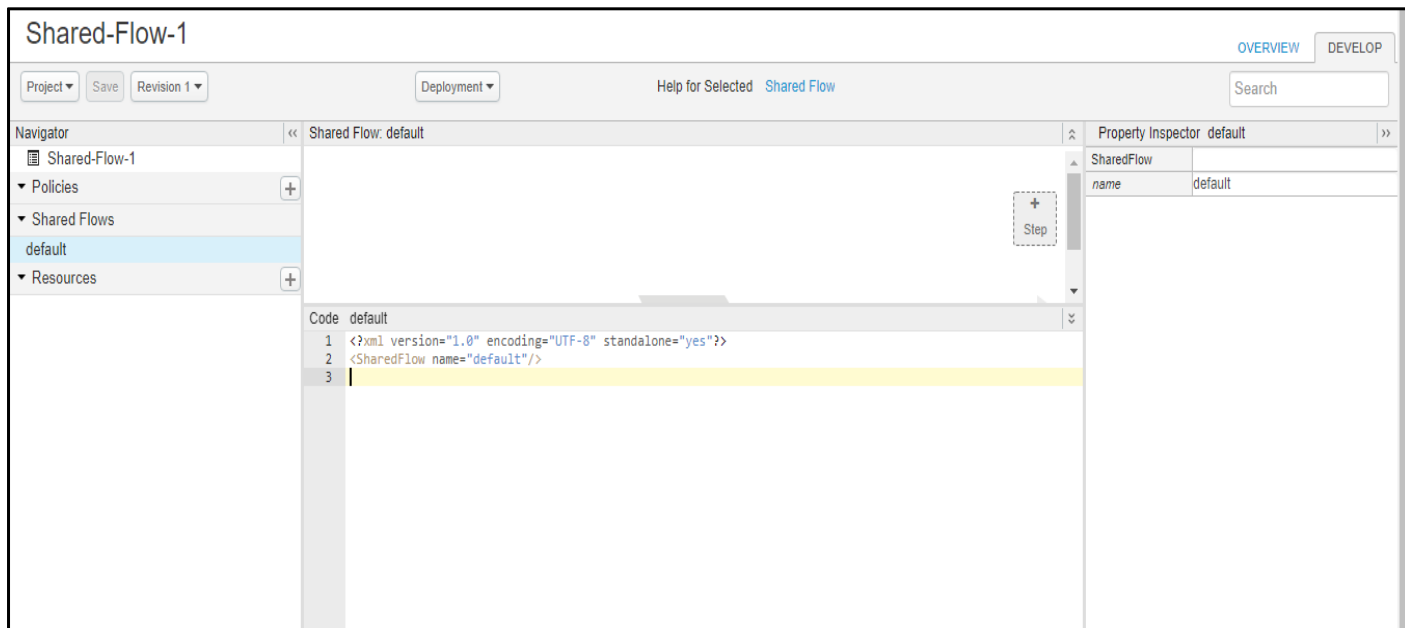 Shared-Flow-1
OVERVIEW DEVELOP
Project Save Revision 1 Deployment Help for Selected Shared Flow Search
Navigator
Shared-Flow-1
Policies
Shared Flows
default
Resources
Shared Flow: default
+
Step
Code default
1 <?xml version="1.0" encoding="UTF-8" standalone="yes"?>
2 <SharedFlow name="default"/>
3
Property Inspector default
SharedFlow
name default